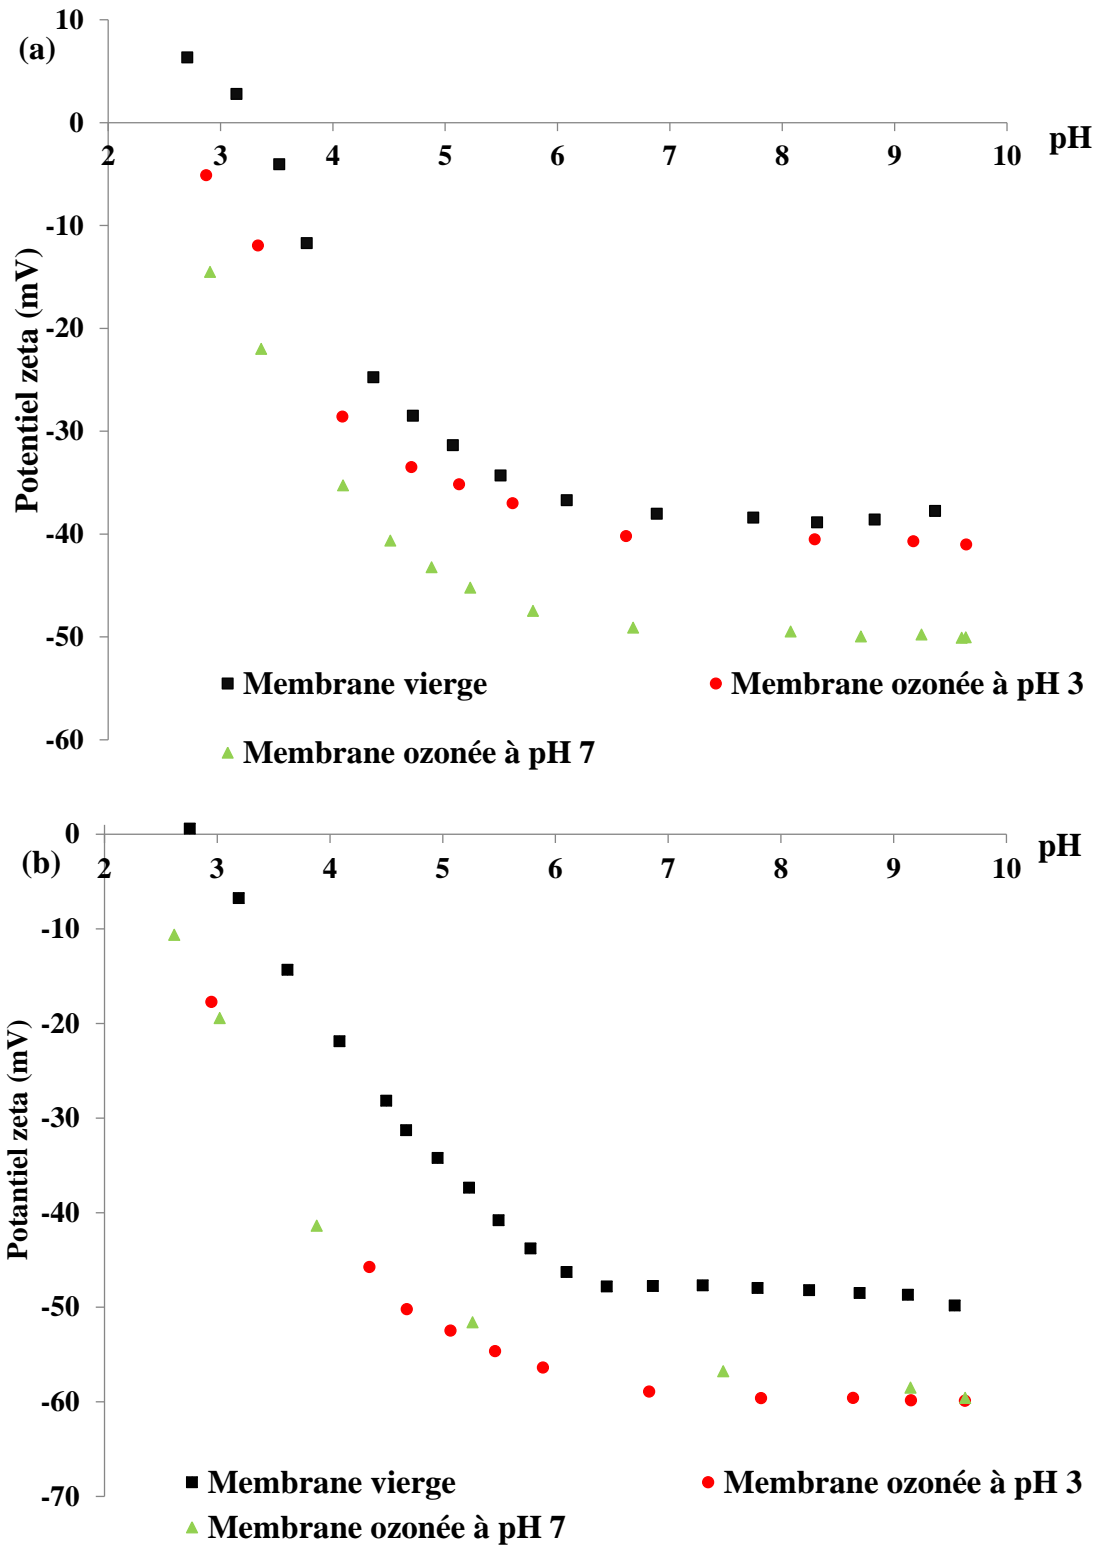 10
(a)
0
2 3 4 5 6 7 8 9 10 pH
-10
-20
-30
-40
-50
-60
Potentiel zeta (mV)
Membrane vierge Membrane ozonée à pH 3
Membrane ozonée à pH 7
0
(b)
2 3 4 5 6 7 8 9 10 pH
-10
-20
-30
-40
-50
-60
-70
Potantiel zeta (mV)
Membrane vierge Membrane ozonée à pH 3
Membrane ozonée à pH 7